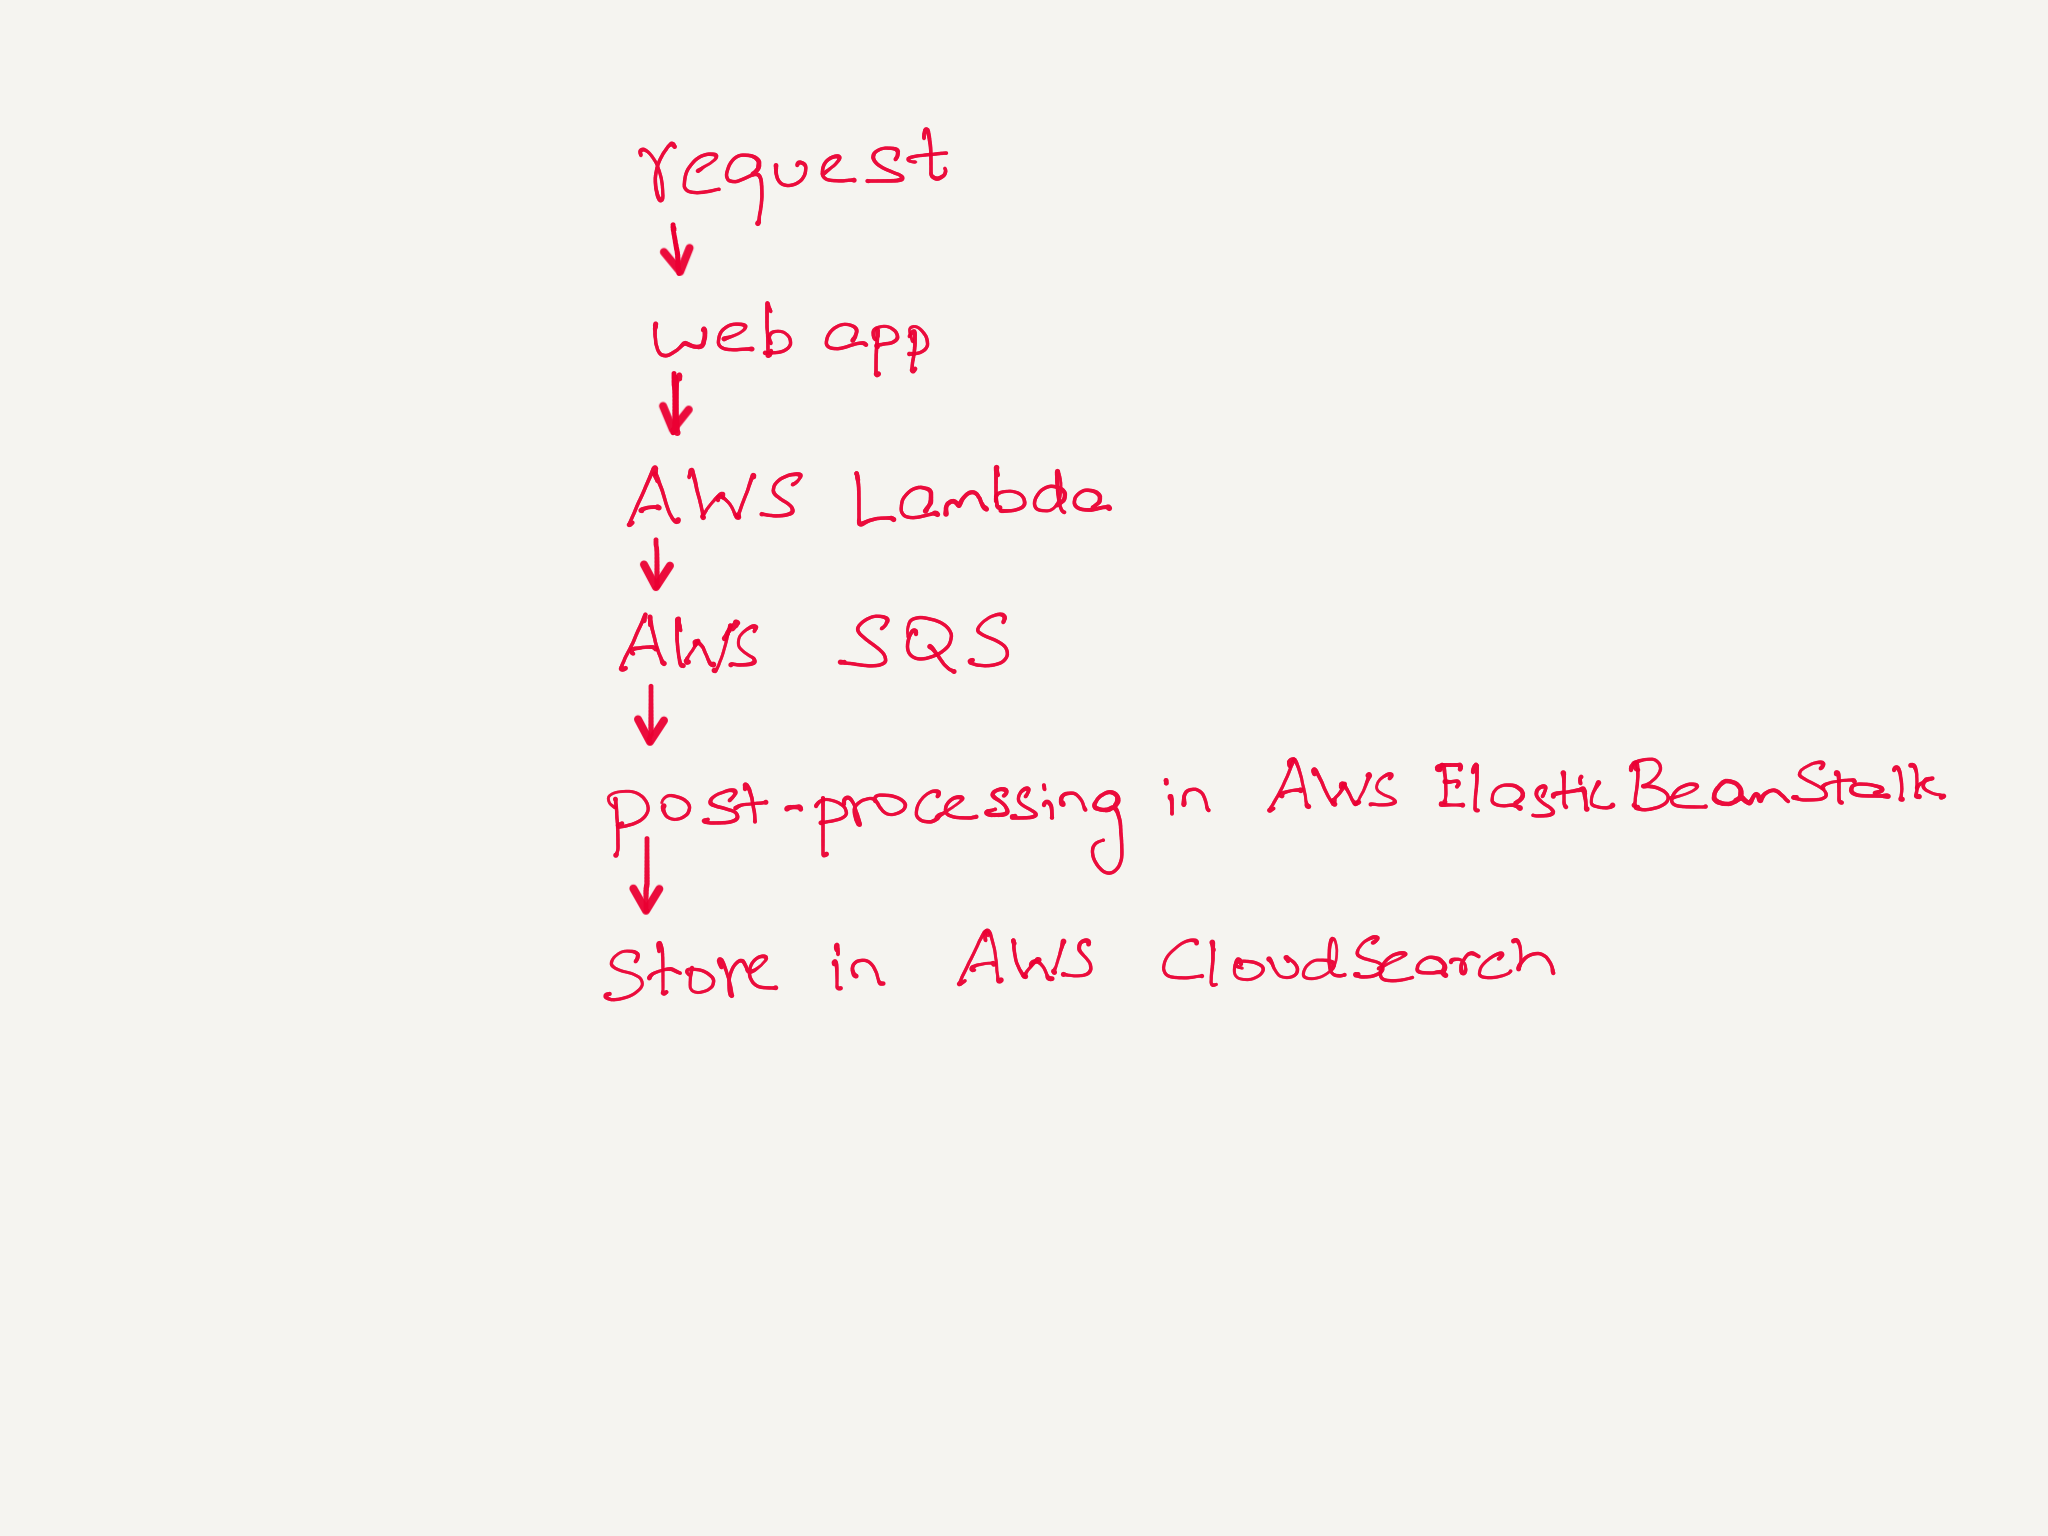 request
web app
AWS Lambda
AWS SQS
post-processing in AWS ElasticBeanStalk
Store in AWS CloudSearch